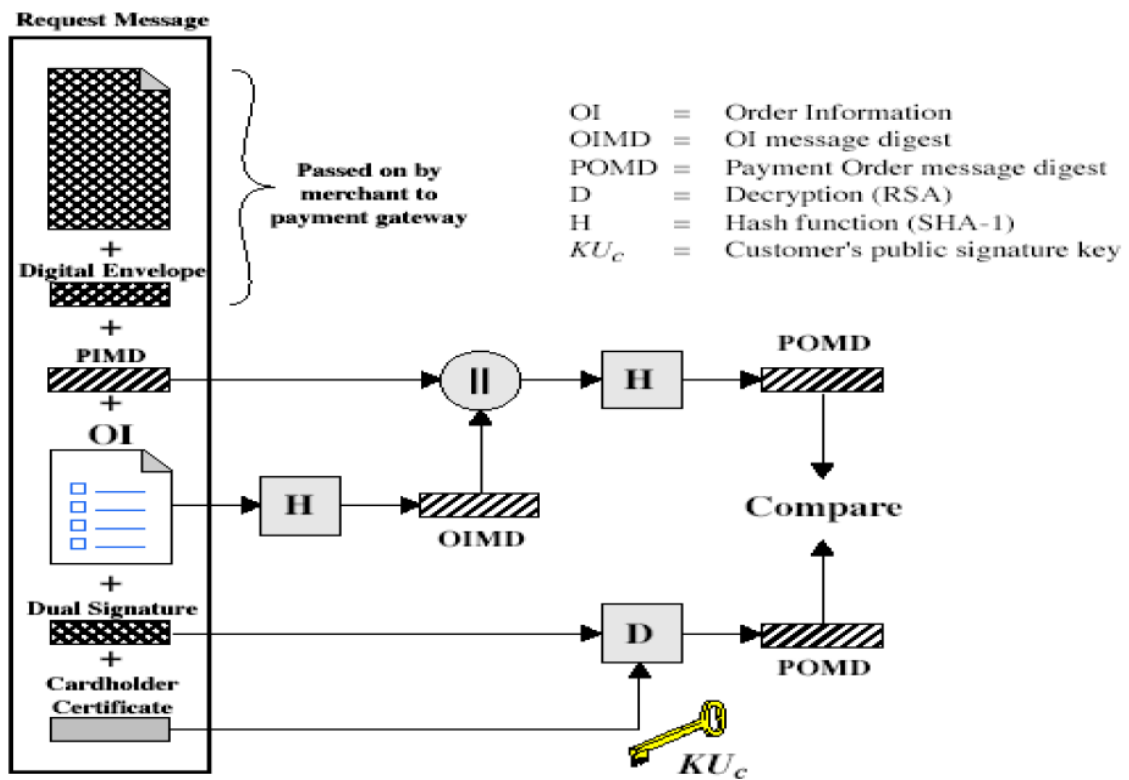 Request Message
Passed on by
merchant to
payment gateway
OI = Order Information
OIMD = OI message digest
POMD = Payment Order message digest
D = Decryption (RSA)
H = Hash function (SHA-1)
KUc = Customer's public signature key
+
Digital Envelope
+
PIMD
+
OI
+
Dual Signature
+
Cardholder
Certificate
||
H
POMD
H
OIMD
Compare
D
POMD
KUc